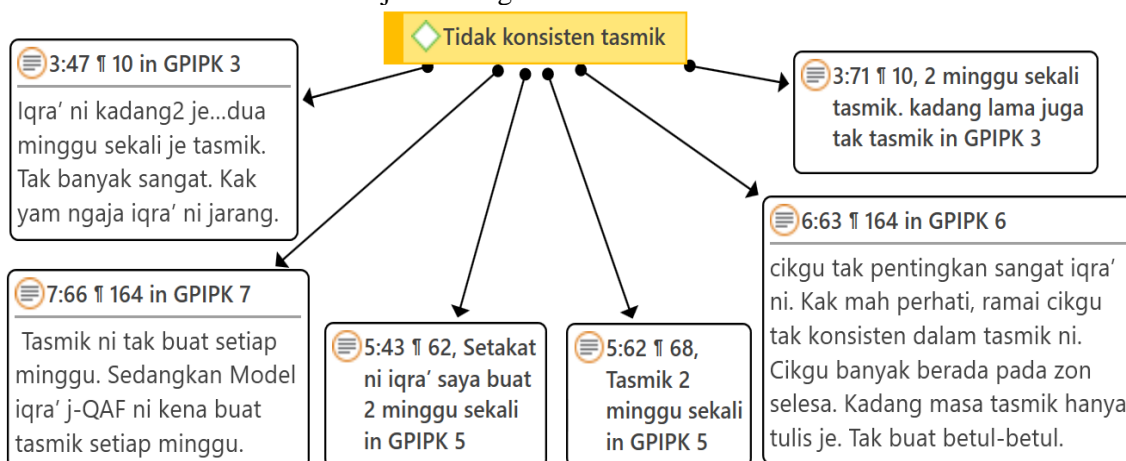 Tidak konsisten tasmik
3:47 ¶ 10 in GPIPK 3
Iqra’ ni kadang2 je...dua
minggu sekali je tasmik.
Tak banyak sangat. Kak
yam ngaja iqra’ ni jarang.
3:71 ¶ 10, 2 minggu sekali
tasmik. kadang lama juga
tak tasmik in GPIPK 3
7:66 ¶ 164 in GPIPK 7
Tasmik ni tak buat setiap
minggu. Sedangkan Model
iqra’ j-QAF ni kena buat
tasmik setiap minggu.
5:43 ¶ 62, Setakat
ni iqra’ saya buat
2 minggu sekali
in GPIPK 5
5:62 ¶ 68,
Tasmik 2
minggu sekali
in GPIPK 5
6:63 ¶ 164 in GPIPK 6
cikgu tak pentingkan sangat iqra’
ni. Kak mah perhati, ramai cikgu
tak konsisten dalam tasmik ni.
Cikgu banyak berada pada zon
selesa. Kadang masa tasmik hanya
tulis je. Tak buat betul-betul.